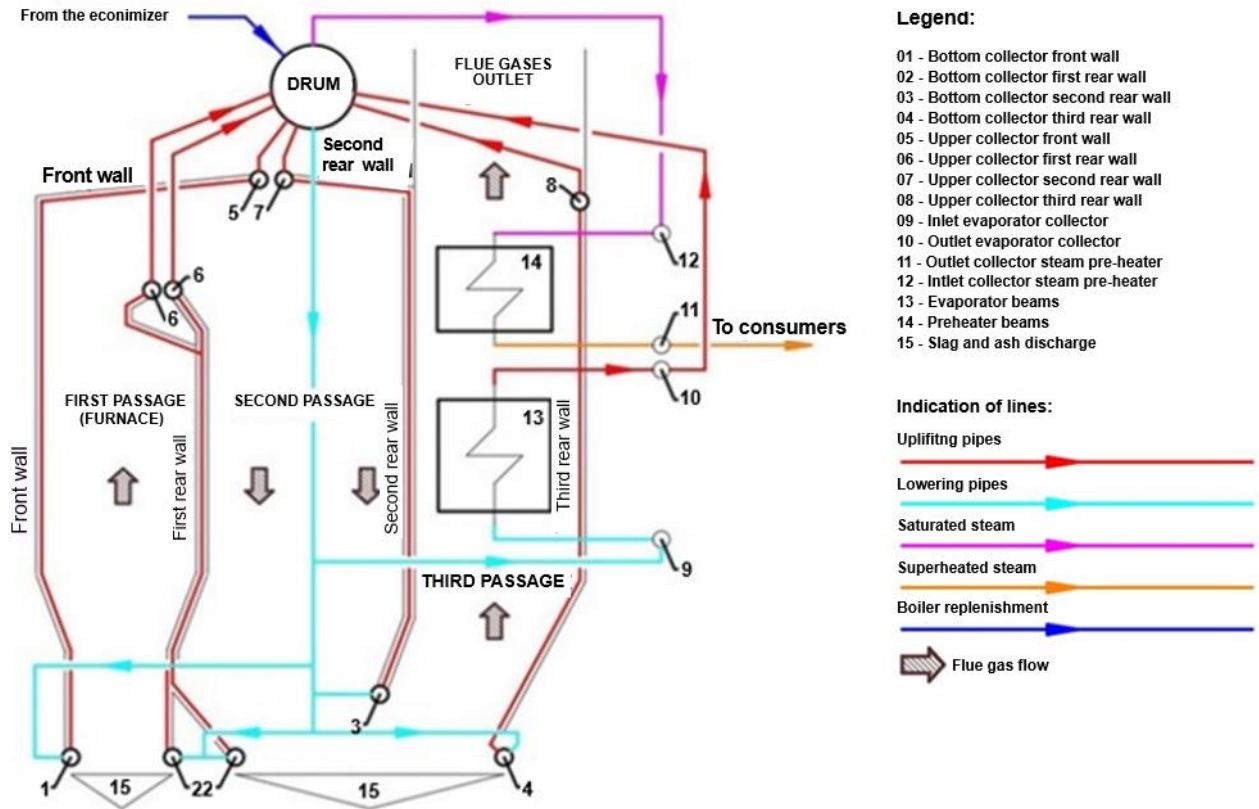 From the econimizer
DRUM
FLUE GASES
OUTLET
Second
rear wall
Front wall
5
7
8
6
6
14
12
11
To consumers
10
FIRST PASSAGE
(FURNACE)
SECOND PASSAGE
13
Front wall
First rear wall
Second rear wall
Third rear wall
9
THIRD PASSAGE
3
1
15
22
15
4
Legend:
01 - Bottom collector front wall
02 - Bottom collector first rear wall
03 - Bottom collector second rear wall
04 - Bottom collector third rear wall
05 - Upper collector front wall
06 - Upper collector first rear wall
07 - Upper collector second rear wall
08 - Upper collector third rear wall
09 - Inlet evaporator collector
10 - Outlet evaporator collector
11 - Outlet collector steam pre-heater
12 - Intlet collector steam pre-heater
13 - Evaporator beams
14 - Preheater beams
15 - Slag and ash discharge
Indication of lines:
Uplifitng pipes
Lowering pipes
Saturated steam
Superheated steam
Boiler replenishment
Flue gas flow